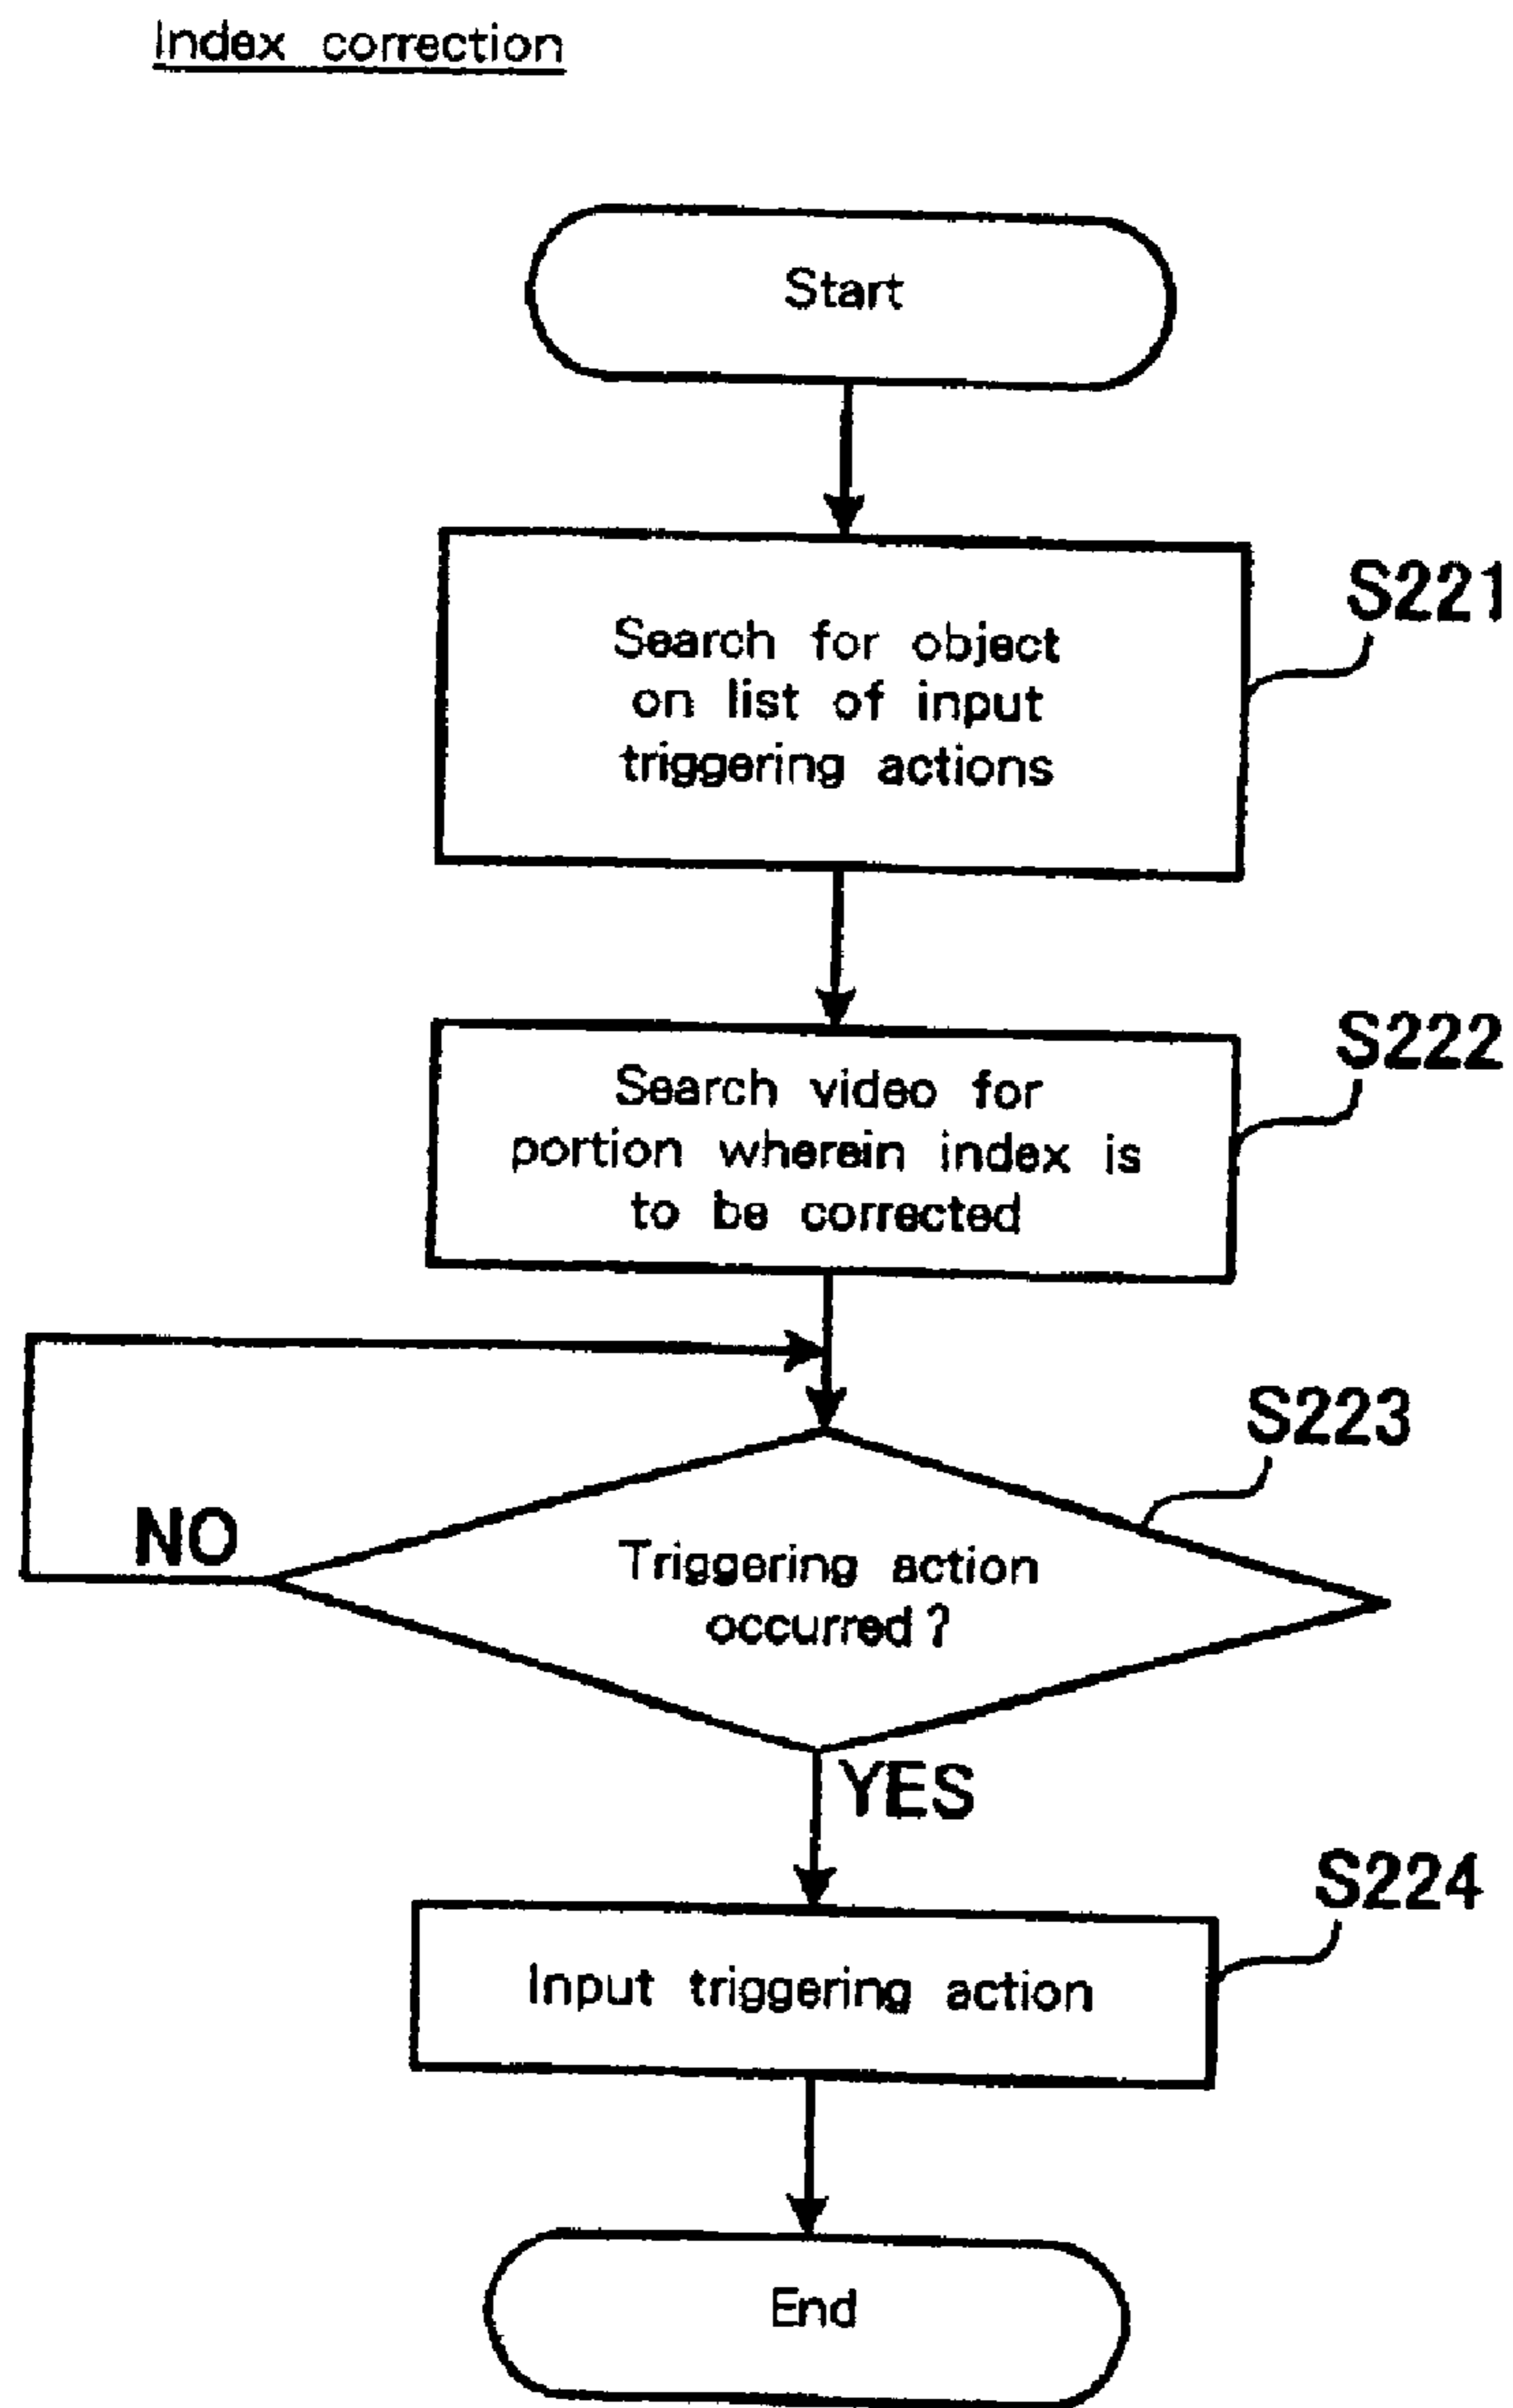 Index correction
Start
Search for object
on list of input
triggering actions
S221
Search video for
portion wherein index is
to be corrected
S222
S223
NO
Triggering action
occurred?
YES
S224
Input triggering action
End